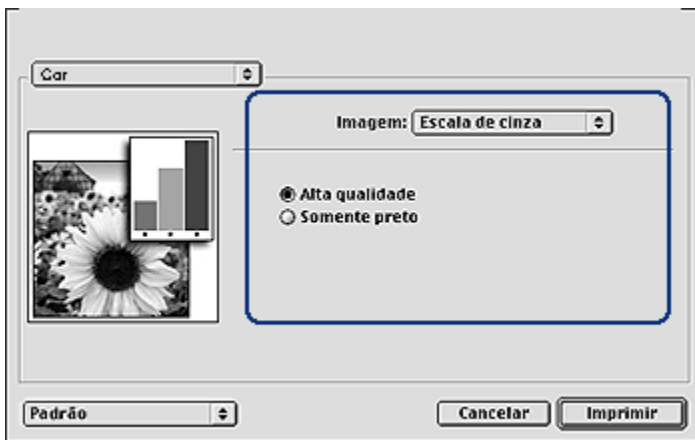 Cor
Imagem: Escala de cinza
Alta qualidade
Somente preto
Padrão
Cancelar
Imprimir